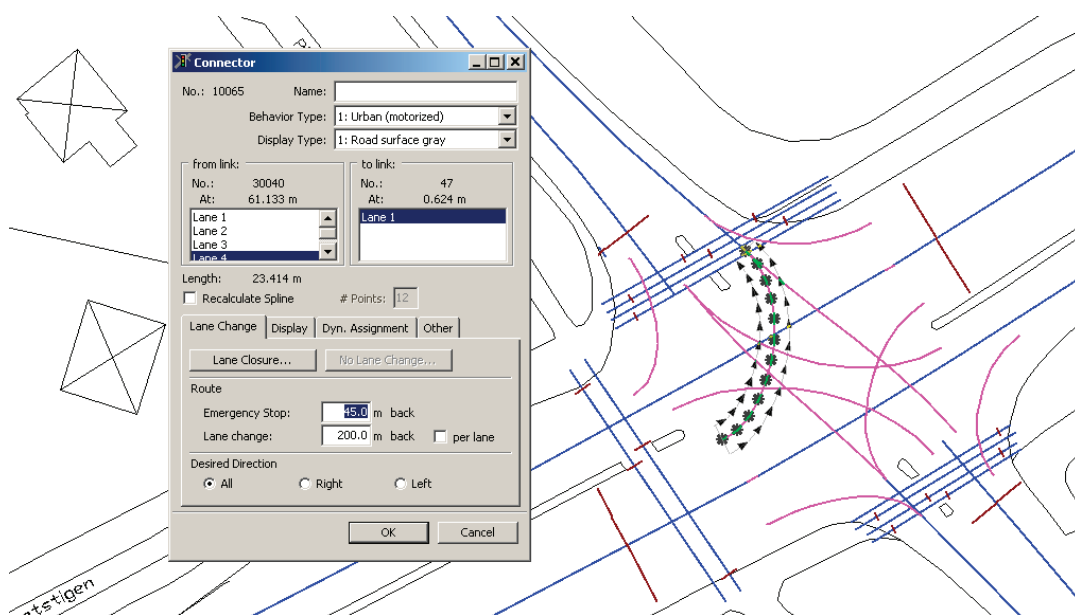 Connector
No.: 10065 Name:
Behavior Type: 1: Urban (motorized)
Display Type: 1: Road surface gray
from link: to link:
No.: 30040 No.: 47
At: 61.133 m At: 0.624 m
Lane 1 Lane 1
Lane 2
Lane 3
Lane 4
Length: 23.414 m
Recalculate Spline # Points: 12
Lane Change Display Dyn. Assignment Other
Lane Closure... No Lane Change...
Route
Emergency Stop: 45.0 m back
Lane change: 200.0 m back per lane
Desired Direction
All Right Left
OK Cancel
atstigen